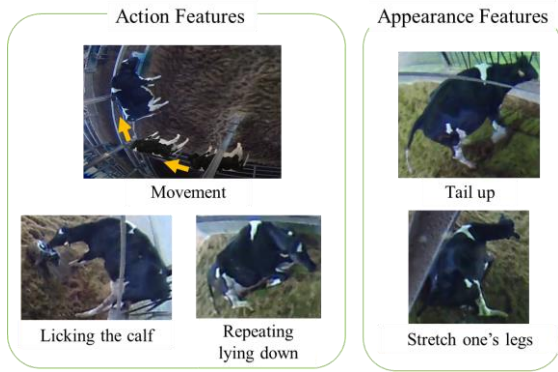 Action Features
Movement
Licking the calf
Repeating
lying down
Appearance Features
Tail up
Stretch one's legs